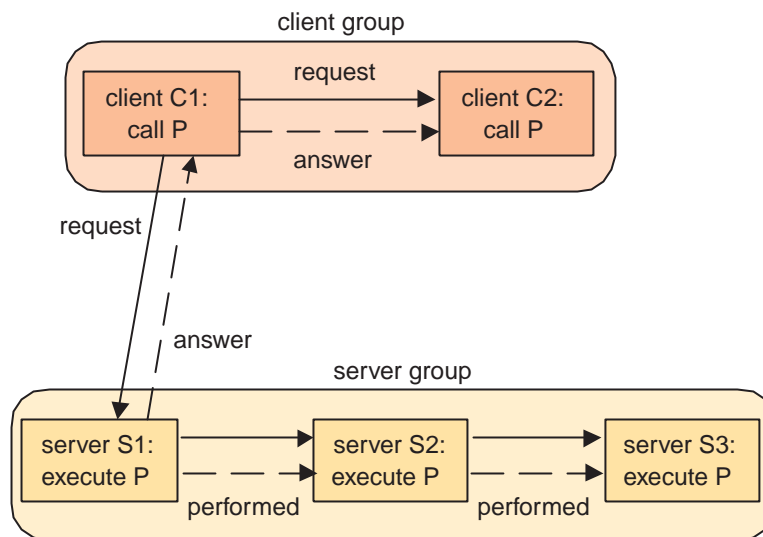 client group
client C1:
call P
request
answer
client C2:
call P
request
answer
server group
server S1:
execute P
performed
server S2:
execute P
performed
server S3:
execute P